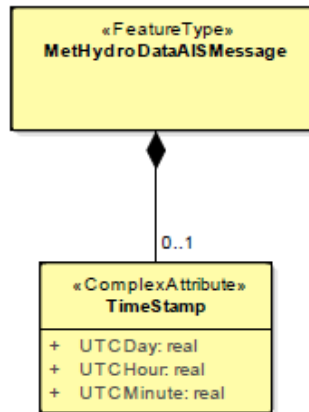 «FeatureType»
MetHydroDataAISMessage
0..1
«ComplexAttribute»
TimeStamp
+ UTCDay: real
+ UTCHour: real
+ UTCMinute: real